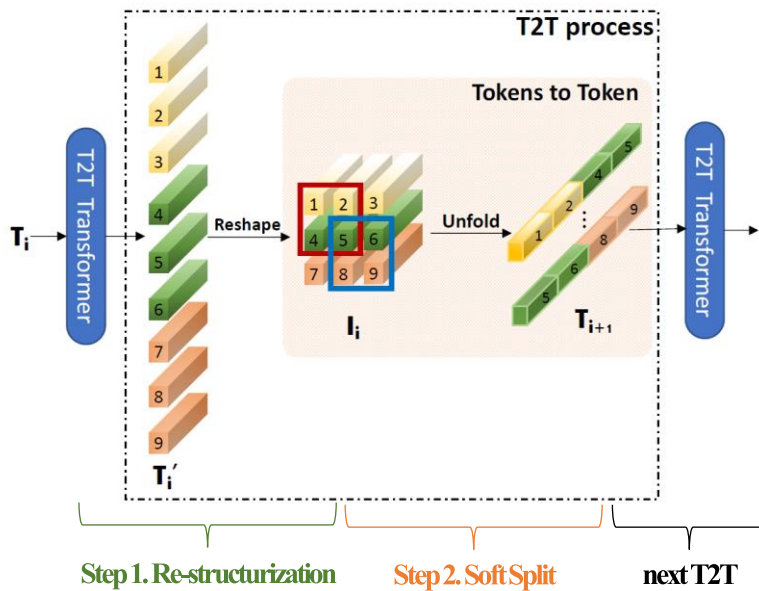 T2T process
Tokens to Token
T2T Transformer
Tᵢ
1
2
3
4
5
6
7
8
9
Tᵢ′
Reshape
1 2 3
4 5 6
7 8 9
Iᵢ
Unfold
1 2 4 5
⋮
5 6 8 9
Tᵢ₊₁
T2T Transformer
Step 1. Re-structurization
Step 2. Soft Split
next T2T